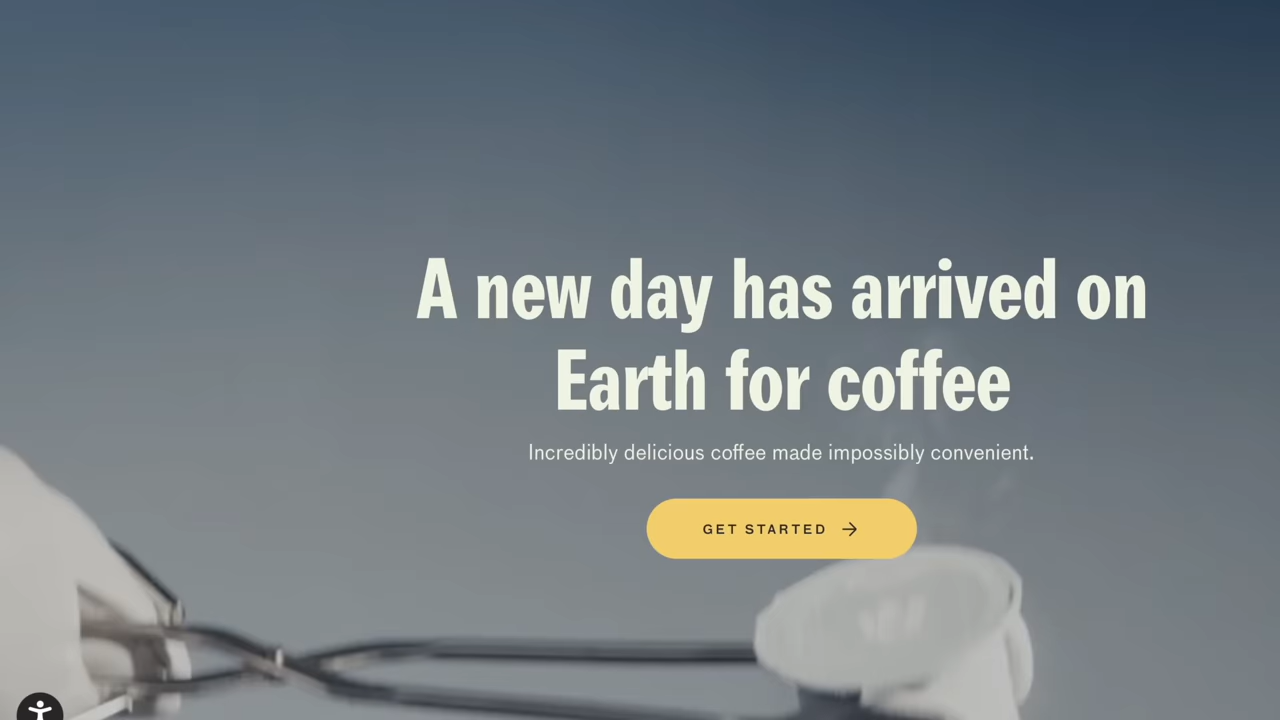 A new day has arrived on
Earth for coffee
Incredibly delicious coffee made impossibly convenient.
GET STARTED